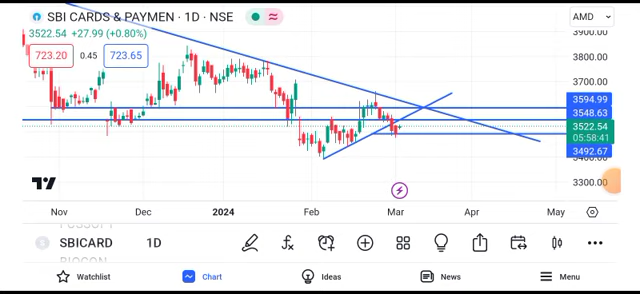 SBI CARDS & PAYMEN · 1D · NSE
AMD
3522.54 +27.99 (+0.80%)
723.20 0.45 723.65
3900.00
3800.00
3700.00
3594.99
3548.63
3522.54
05:58:41
3492.67
3300.00
Nov Dec 2024 Feb Mar Apr May
SBICARD 1D
Watchlist Chart Ideas News Menu